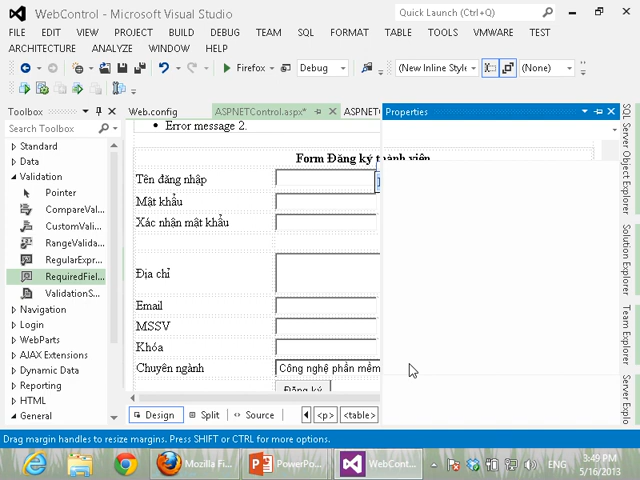 WebControl - Microsoft Visual Studio
Quick Launch (Ctrl+Q)
FILE EDIT VIEW PROJECT BUILD DEBUG TEAM SQL FORMAT TABLE TOOLS VMWARE TEST
ARCHITECTURE ANALYZE WINDOW HELP
Firefox Debug (New Inline Style (None)
Toolbox Web.config ASPNETControl.aspx* ASPNET Properties
Search Toolbox
Error message 2.
Standard
Data
Validation
Pointer
CompareVal...
CustomVali...
RangeValida...
RegularExpr...
RequiredFiel...
ValidationS...
Navigation
Login
WebParts
AJAX Extensions
Dynamic Data
Reporting
HTML
General
Form Đăng ký thành viên
Tên đăng nhập
Mật khẩu
Xác nhận mật khẩu
Địa chỉ
Email
MSSV
Khóa
Chuyên ngành Công nghệ phần mềm
Đăng ký
Design Split Source <p> <table>
SQL Server Object Explorer
Solution Explorer
Team Explorer
Server Explo
Drag margin handles to resize margins. Press SHIFT or CTRL for more options.
Mozilla Fi... PowerPo... WebCont... ENG
3:49 PM
5/16/2013